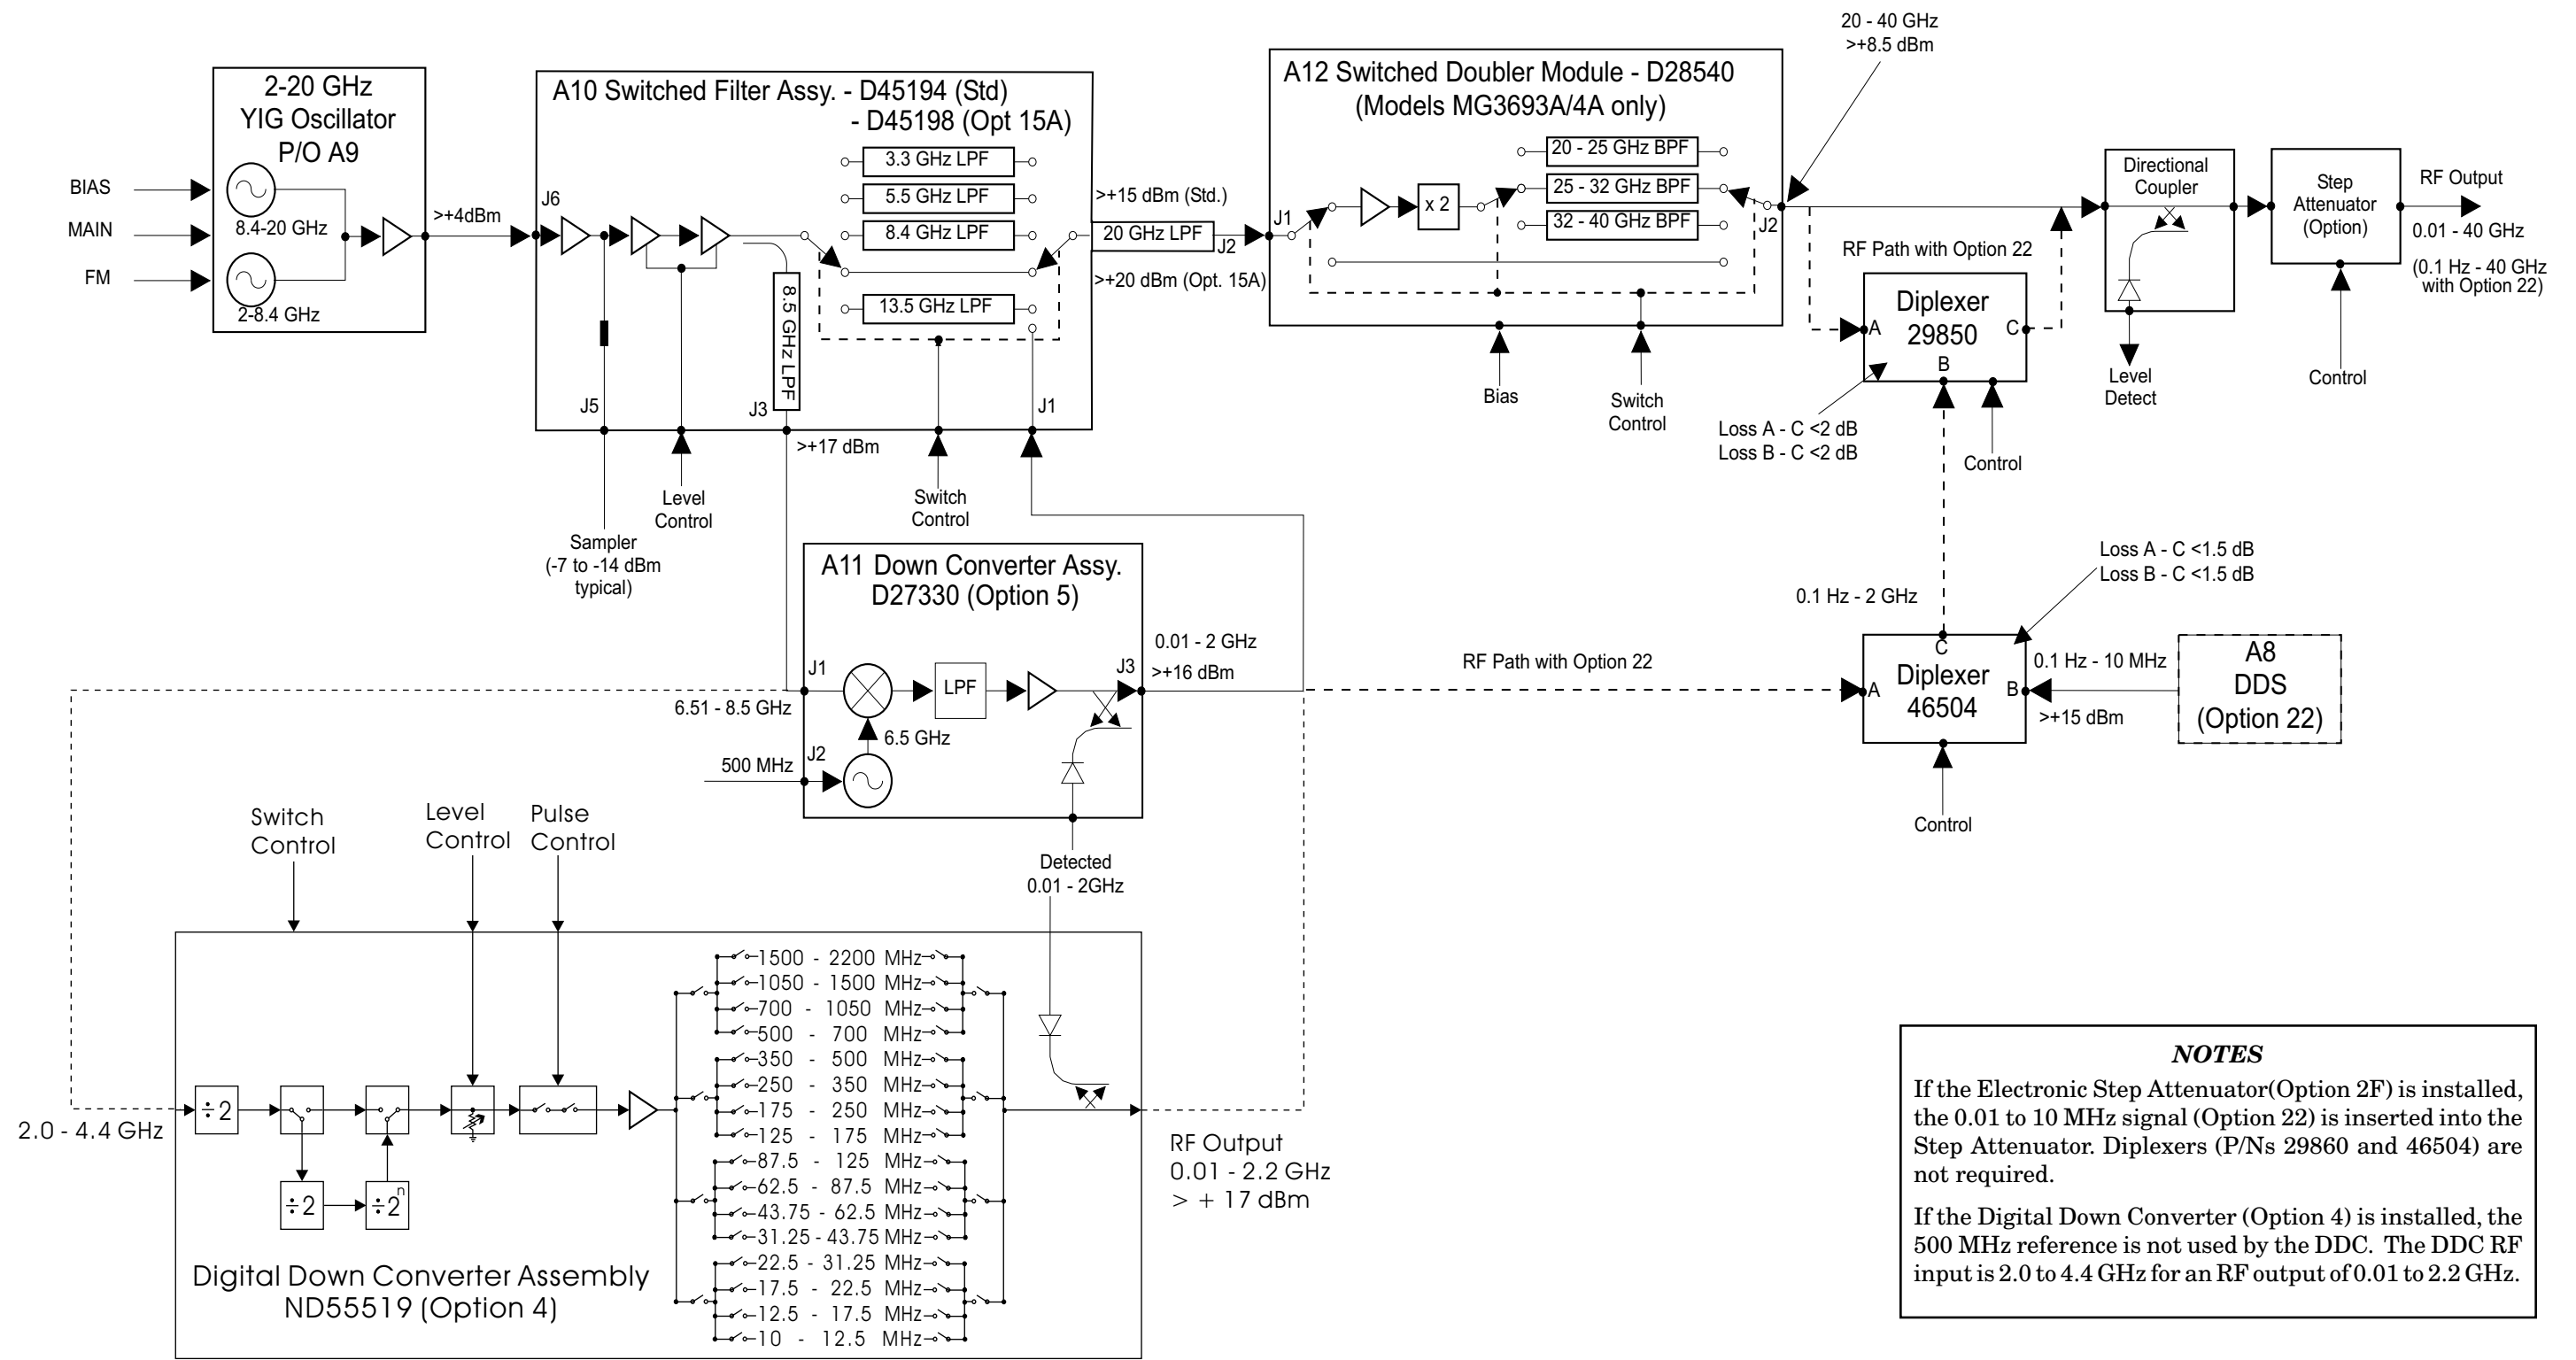 2-20 GHz
YIG Oscillator
P/O A9
BIAS
MAIN
FM
8.4-20 GHz
2-8.4 GHz
>+4dBm
A10 Switched Filter Assy. - D45194 (Std)
- D45198 (Opt 15A)
J6
3.3 GHz LPF
5.5 GHz LPF
8.4 GHz LPF
13.5 GHz LPF
8.5 GHz LPF
J5
J3
J1
>+15 dBm (Std.)
20 GHz LPF
J2
>+20 dBm (Opt. 15A)
>+17 dBm
Level
Control
Switch
Control
Sampler
(-7 to -14 dBm
typical)
A12 Switched Doubler Module - D28540
(Models MG3693A/4A only)
J1
x 2
20 - 25 GHz BPF
25 - 32 GHz BPF
32 - 40 GHz BPF
J2
Bias
Switch
Control
20 - 40 GHz
>+8.5 dBm
RF Path with Option 22
Diplexer
29850
A
B
C
Loss A - C <2 dB
Loss B - C <2 dB
Control
Directional
Coupler
Level
Detect
Step
Attenuator
(Option)
Control
RF Output
0.01 - 40 GHz
(0.1 Hz - 40 GHz
with Option 22)
A11 Down Converter Assy.
D27330 (Option 5)
J1
6.51 - 8.5 GHz
LPF
6.5 GHz
J2
500 MHz
J3
0.01 - 2 GHz
>+16 dBm
Detected
0.01 - 2GHz
RF Path with Option 22
0.1 Hz - 2 GHz
Loss A - C <1.5 dB
Loss B - C <1.5 dB
C
Diplexer
46504
A
B
0.1 Hz - 10 MHz
>+15 dBm
A8
DDS
(Option 22)
Control
Switch
Control
Level
Control
Pulse
Control
2.0 - 4.4 GHz
÷2
÷2
÷2n
1500 - 2200 MHz
1050 - 1500 MHz
700 - 1050 MHz
500 - 700 MHz
350 - 500 MHz
250 - 350 MHz
175 - 250 MHz
125 - 175 MHz
87.5 - 125 MHz
62.5 - 87.5 MHz
43.75 - 62.5 MHz
31.25 - 43.75 MHz
22.5 - 31.25 MHz
17.5 - 22.5 MHz
12.5 - 17.5 MHz
10 - 12.5 MHz
Digital Down Converter Assembly
ND55519 (Option 4)
RF Output
0.01 - 2.2 GHz
> + 17 dBm
NOTES
If the Electronic Step Attenuator(Option 2F) is installed,
the 0.01 to 10 MHz signal (Option 22) is inserted into the
Step Attenuator. Diplexers (P/Ns 29860 and 46504) are
not required.
If the Digital Down Converter (Option 4) is installed, the
500 MHz reference is not used by the DDC. The DDC RF
input is 2.0 to 4.4 GHz for an RF output of 0.01 to 2.2 GHz.